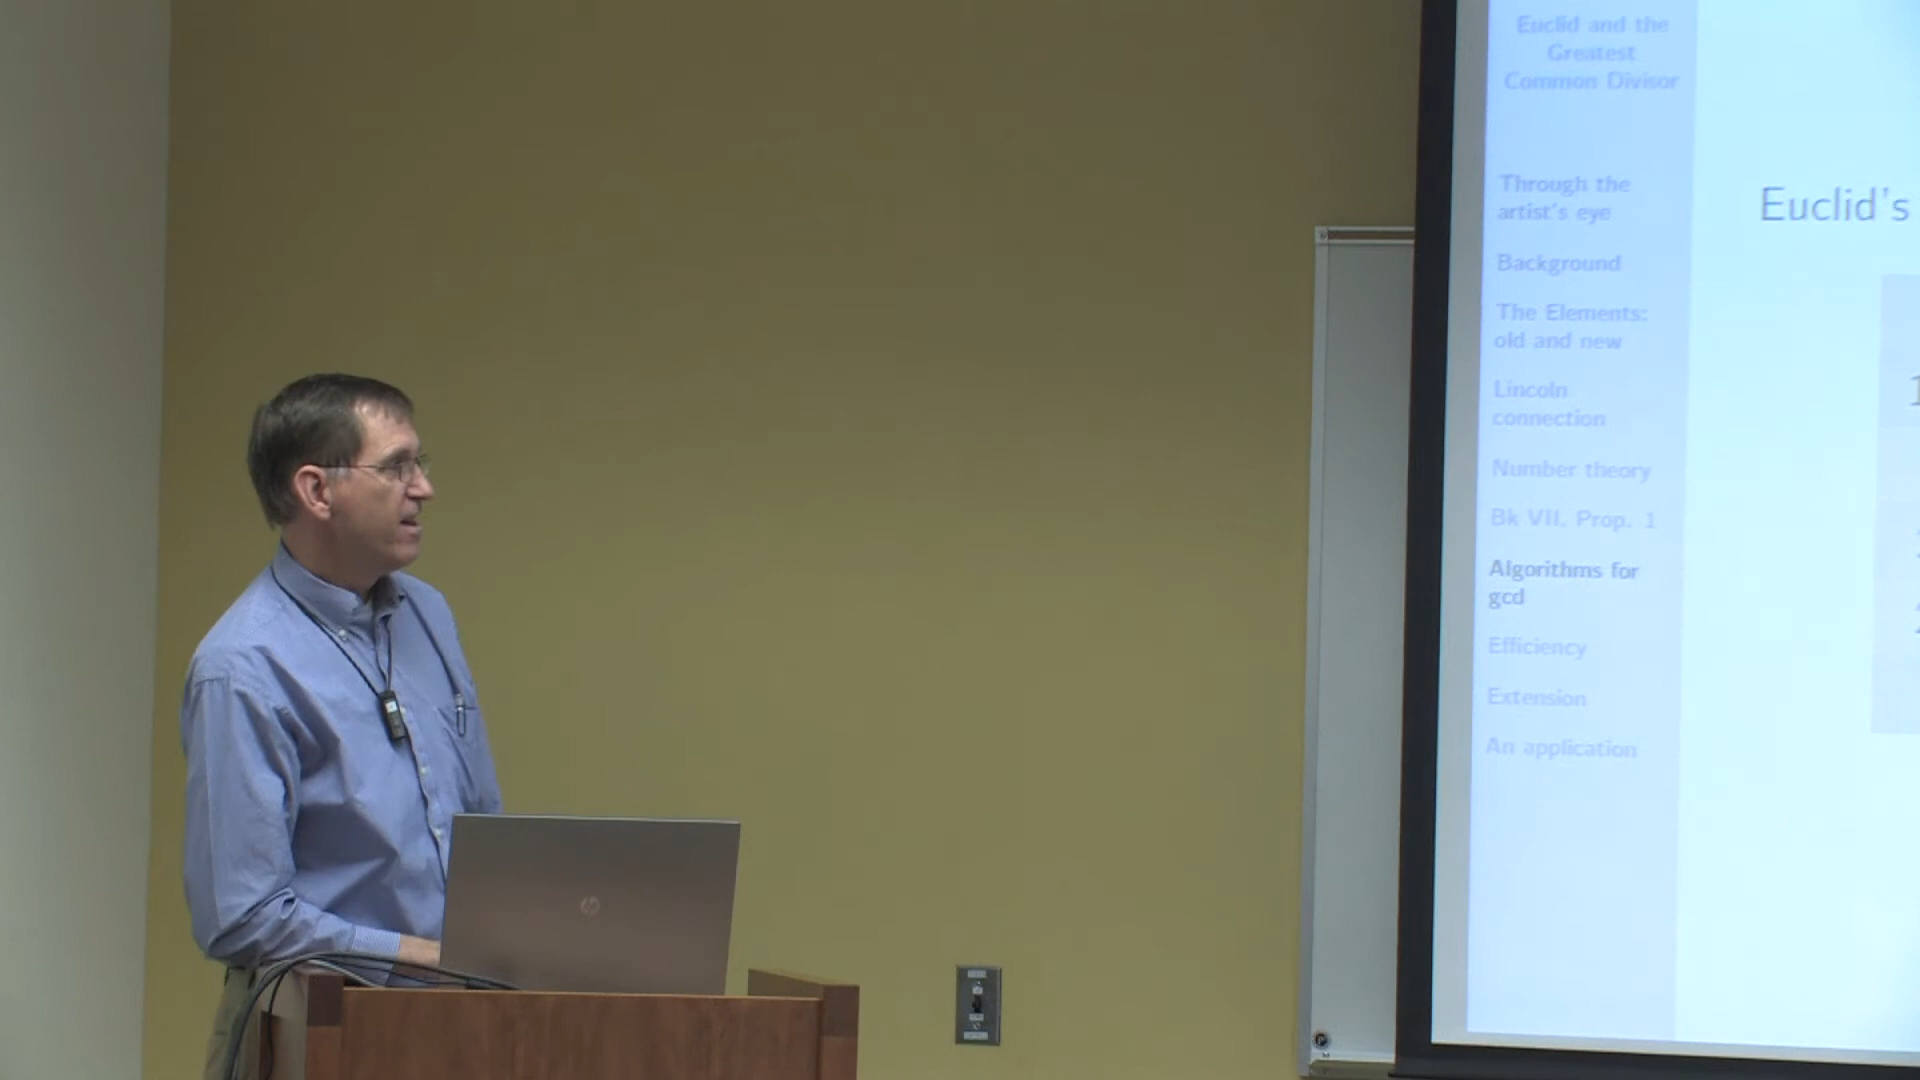 Euclid and the
Greatest
Common Divisor
Through the
artist's eye
Background
The Elements:
old and new
Lincoln
connection
Number theory
Bk VII. Prop. 1
Algorithms for
gcd
Efficiency
Extension
An application
Euclid's
hp